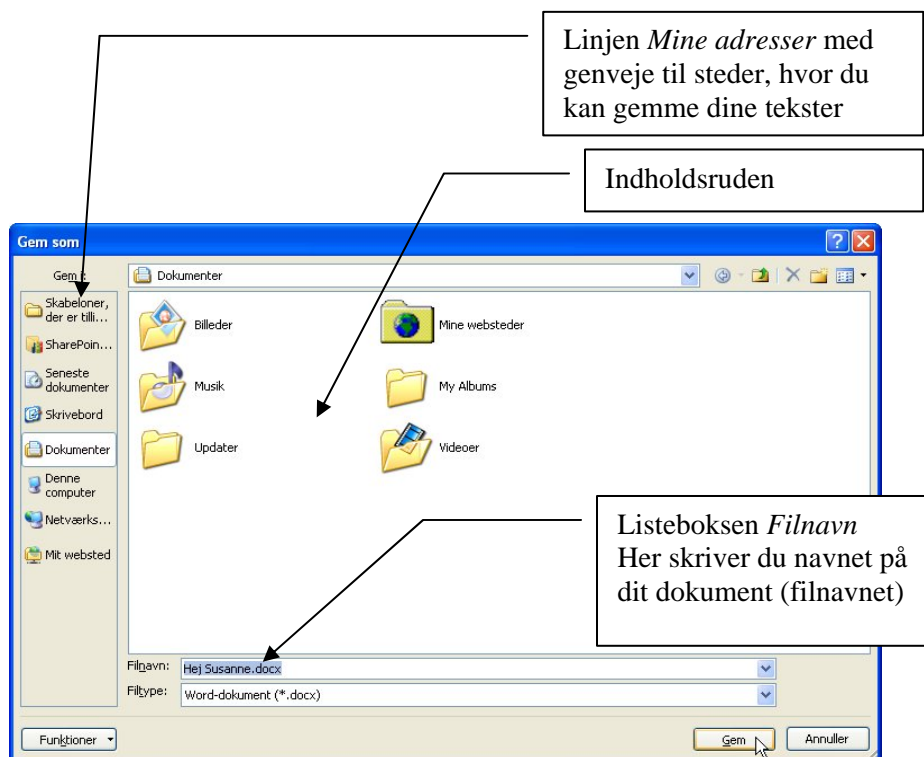 Linjen Mine adresser med
genveje til steder, hvor du
kan gemme dine tekster
Indholdsruden
Gem som
Gem i:
Dokumenter
Skabeloner,
der er tilli...
SharePoin...
Seneste
dokumenter
Skrivebord
Dokumenter
Denne
computer
Netværks...
Mit websted
Billeder
Mine websteder
Musik
My Albums
Updater
Videoer
Listeboksen Filnavn
Her skriver du navnet på
dit dokument (filnavnet)
Filnavn: Hej Susanne.docx
Filtype: Word-dokument (*.docx)
Funktioner
Gem
Annuller